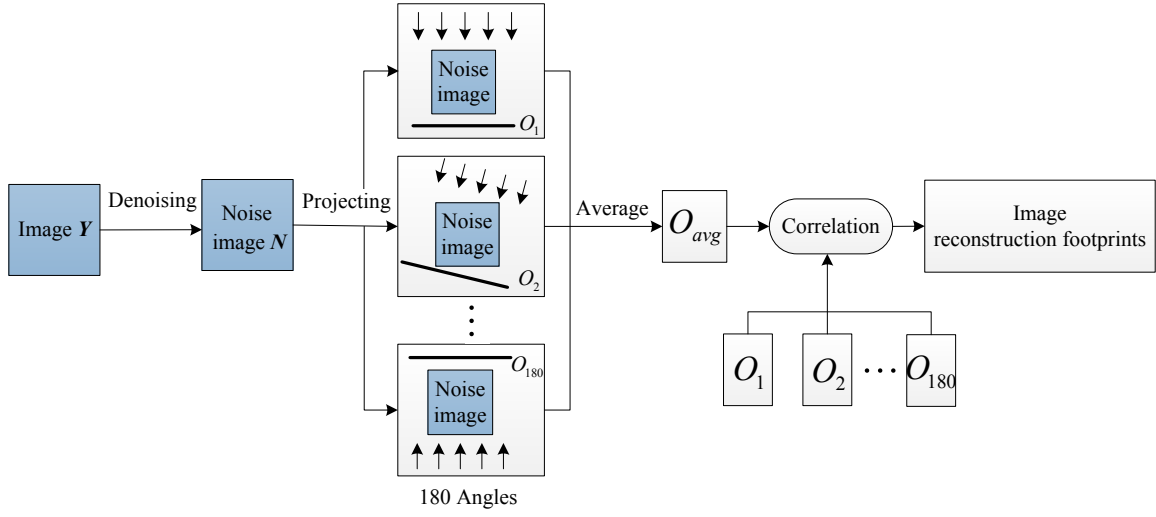 Image Y
Denoising
Noise
image N
Projecting
Noise
image
O1
Noise
image
O2
O180
Noise
image
180 Angles
Average
Oavg
Correlation
Image
reconstruction footprints
O1
O2
···
O180